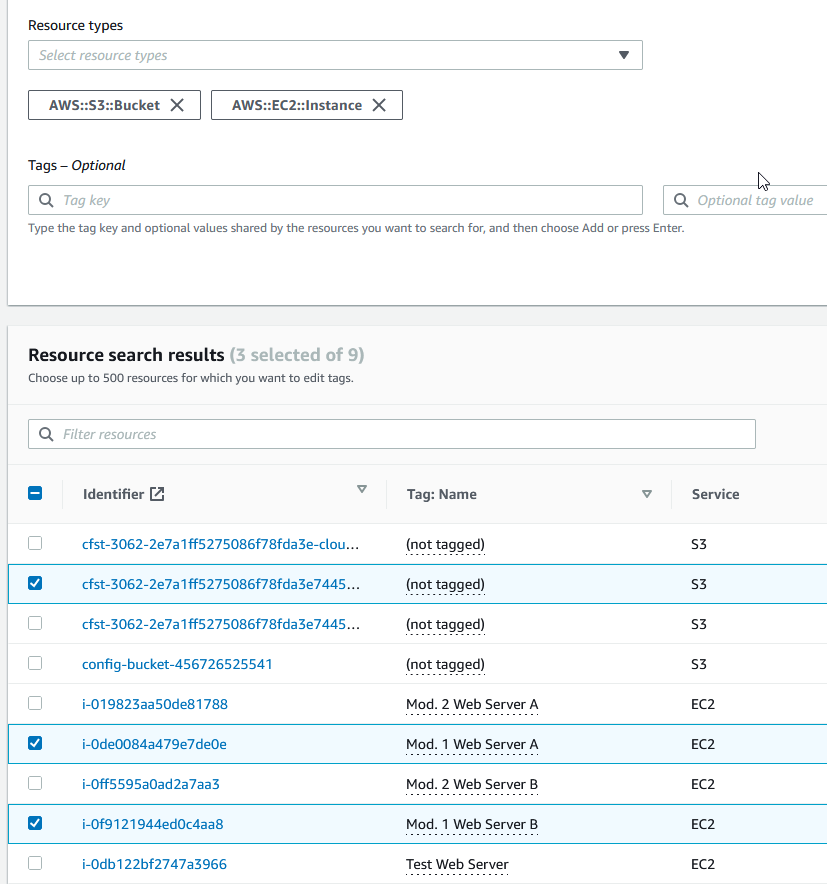 Resource types
Select resource types
AWS::S3::Bucket
AWS::EC2::Instance
Tags – Optional
Tag key
Optional tag value
Type the tag key and optional values shared by the resources you want to search for, and then choose Add or press Enter.
Resource search results (3 selected of 9)
Choose up to 500 resources for which you want to edit tags.
Filter resources
Identifier Tag: Name Service
cfst-3062-2e7a1ff5275086f78fda3e-clou... (not tagged) S3
cfst-3062-2e7a1ff5275086f78fda3e7445... (not tagged) S3
cfst-3062-2e7a1ff5275086f78fda3e7445... (not tagged) S3
config-bucket-456726525541 (not tagged) S3
i-019823aa50de81788 Mod. 2 Web Server A EC2
i-0de0084a479e7de0e Mod. 1 Web Server A EC2
i-0ff5595a0ad2a7aa3 Mod. 2 Web Server B EC2
i-0f9121944ed0c4aa8 Mod. 1 Web Server B EC2
i-0db122bf2747a3966 Test Web Server EC2